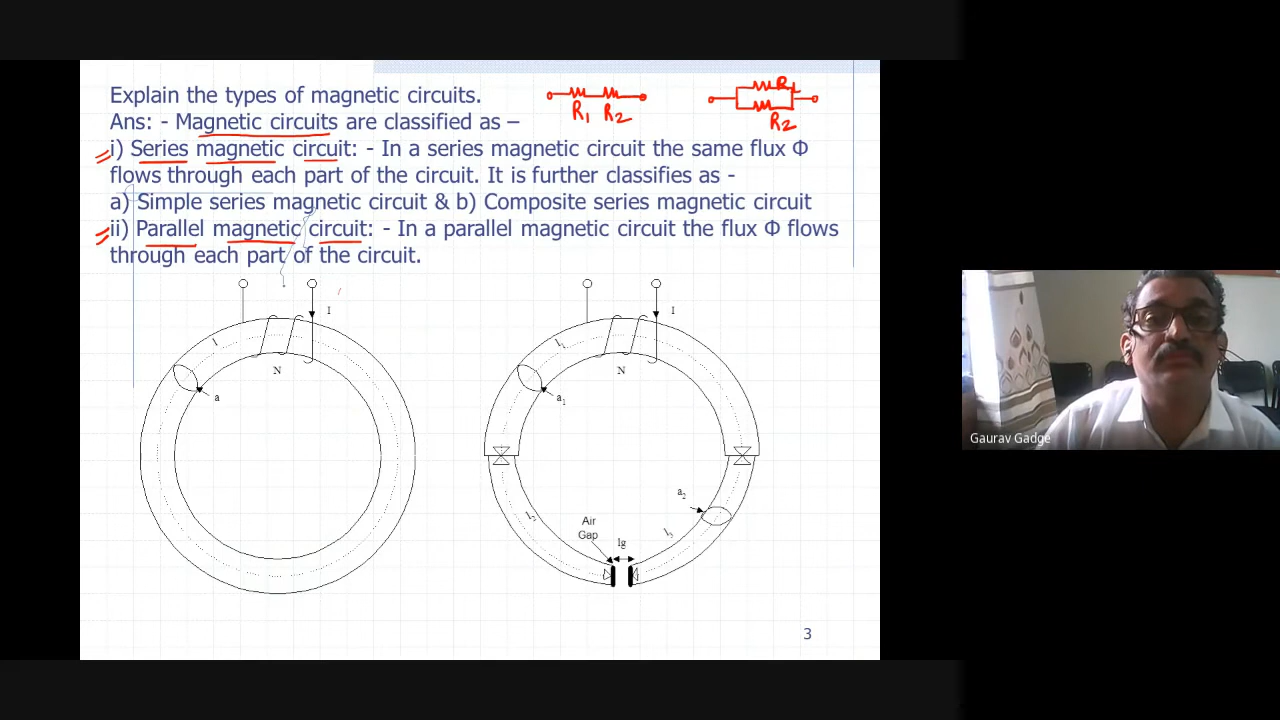 Explain the types of magnetic circuits.
Ans: - Magnetic circuits are classified as –
i) Series magnetic circuit: - In a series magnetic circuit the same flux Φ
flows through each part of the circuit. It is further classifies as -
a) Simple series magnetic circuit & b) Composite series magnetic circuit
ii) Parallel magnetic circuit: - In a parallel magnetic circuit the flux Φ flows
through each part of the circuit.
R1 R2
R1
R2
I
l
N
a
I
l1
N
a1
a2
Air
Gap
lg
l2
l3
3
Gaurav Gadge